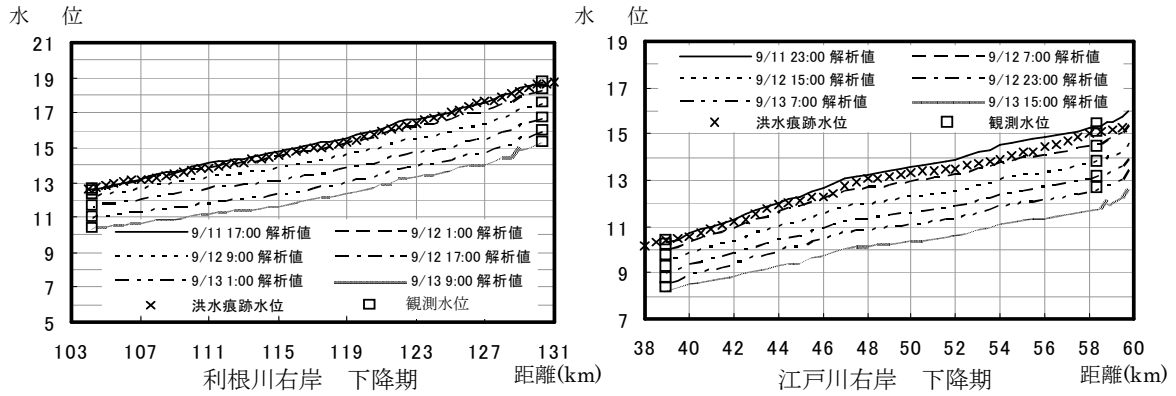 水 位
21
19
17
15
13
11
9
7
5
9/11 17:00 解析値
9/12 1:00 解析値
9/12 9:00 解析値
9/12 17:00 解析値
9/13 1:00 解析値
9/13 9:00 解析値
洪水痕跡水位
観測水位
103 107 111 115 119 123 127 131
利根川右岸 下降期
距離(km)
水 位
19
17
15
13
11
9
7
9/11 23:00 解析値
9/12 7:00 解析値
9/12 15:00 解析値
9/12 23:00 解析値
9/13 7:00 解析値
9/13 15:00 解析値
洪水痕跡水位
観測水位
38 40 42 44 46 48 50 52 54 56 58 60
江戸川右岸 下降期
距離(km)